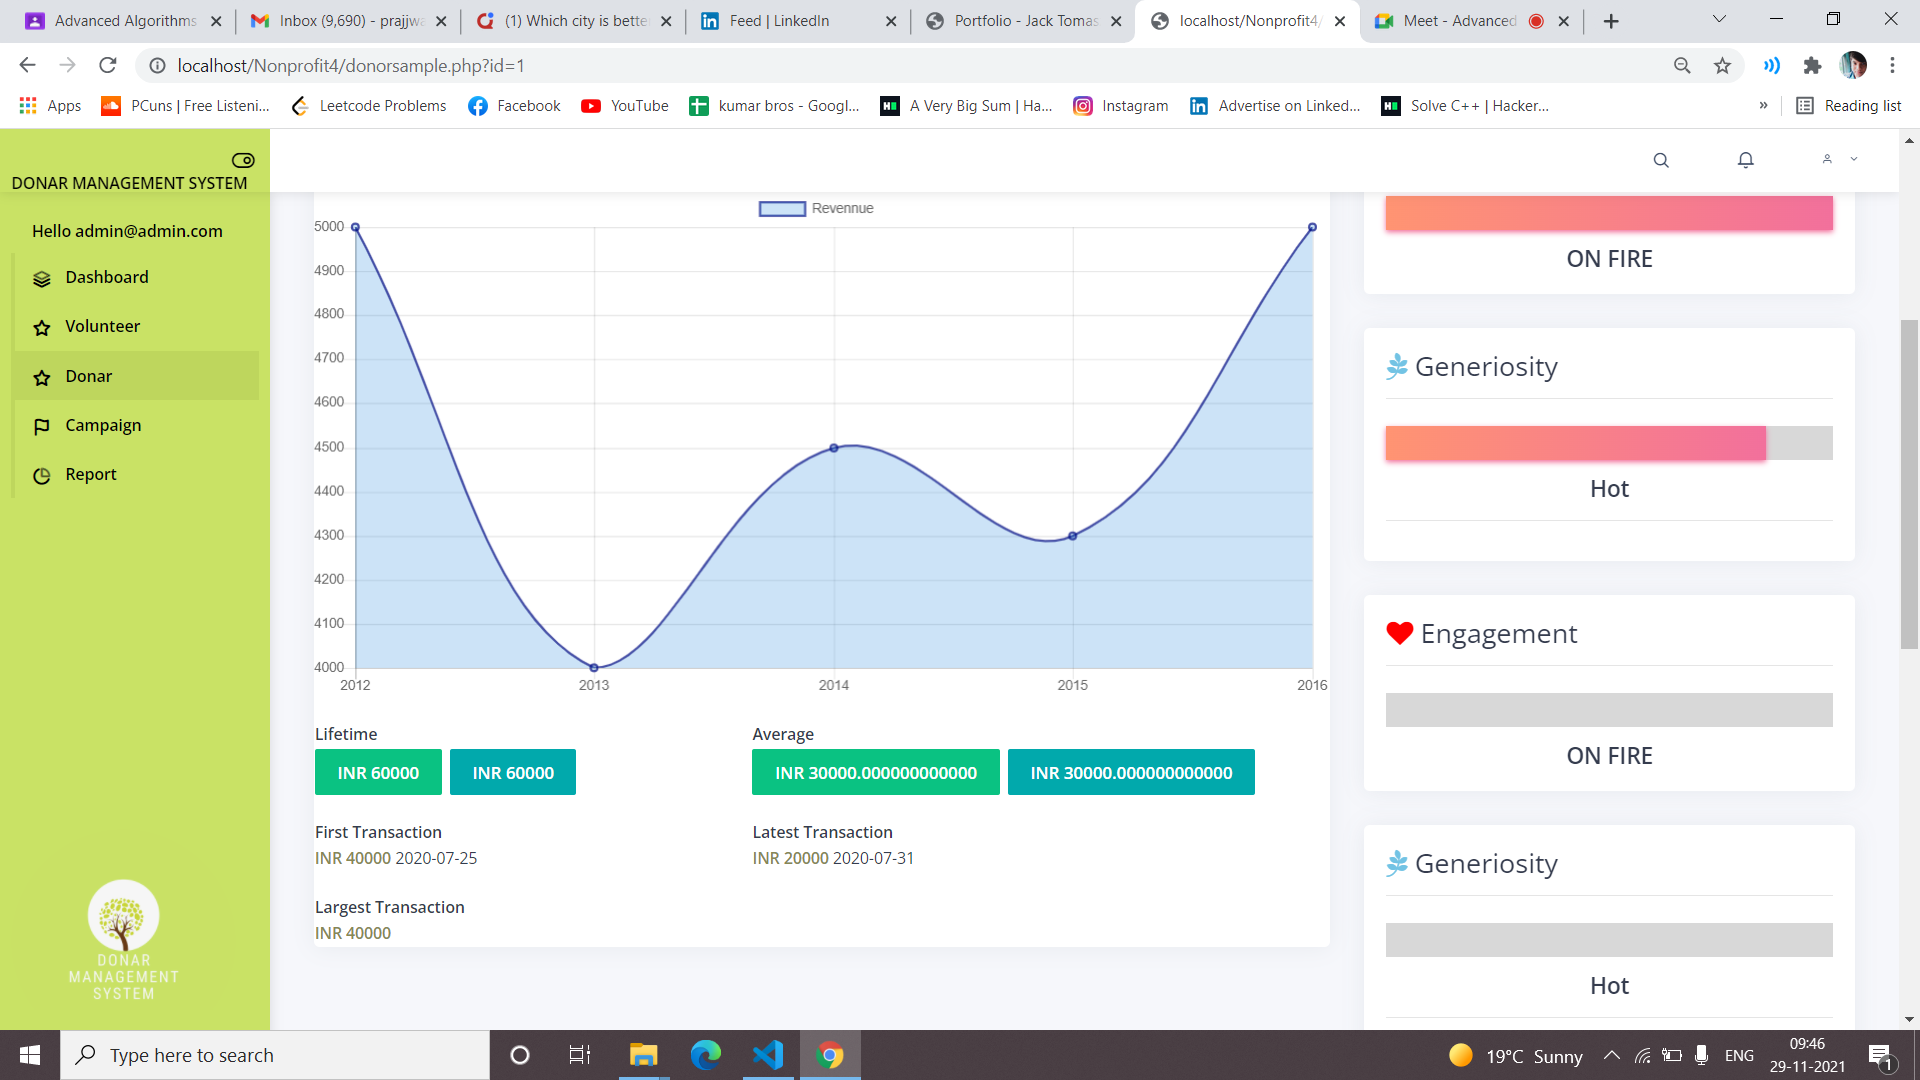 Advanced Algorithms
Inbox (9,690) - prajjwa
(1) Which city is bette
Feed | LinkedIn
Portfolio - Jack Tomas
localhost/Nonprofit4/
Meet - Advanced
localhost/Nonprofit4/donorsample.php?id=1
Apps
PCuns | Free Listeni...
Leetcode Problems
Facebook
YouTube
kumar bros - Googl...
A Very Big Sum | Ha...
Instagram
Advertise on Linked...
Solve C++ | Hacker...
»
Reading list
DONAR MANAGEMENT SYSTEM
Hello admin@admin.com
Dashboard
Volunteer
Donar
Campaign
Report
DONAR
MANAGEMENT
SYSTEM
Revennue
5000
4900
4800
4700
4600
4500
4400
4300
4200
4100
4000
2012 2013 2014 2015 2016
Lifetime
INR 60000 INR 60000
Average
INR 30000.000000000000 INR 30000.000000000000
First Transaction
INR 40000 2020-07-25
Latest Transaction
INR 20000 2020-07-31
Largest Transaction
INR 40000
ON FIRE
Generiosity
Hot
Engagement
ON FIRE
Generiosity
Hot
Type here to search
19°C Sunny
ENG
09:46
29-11-2021
1